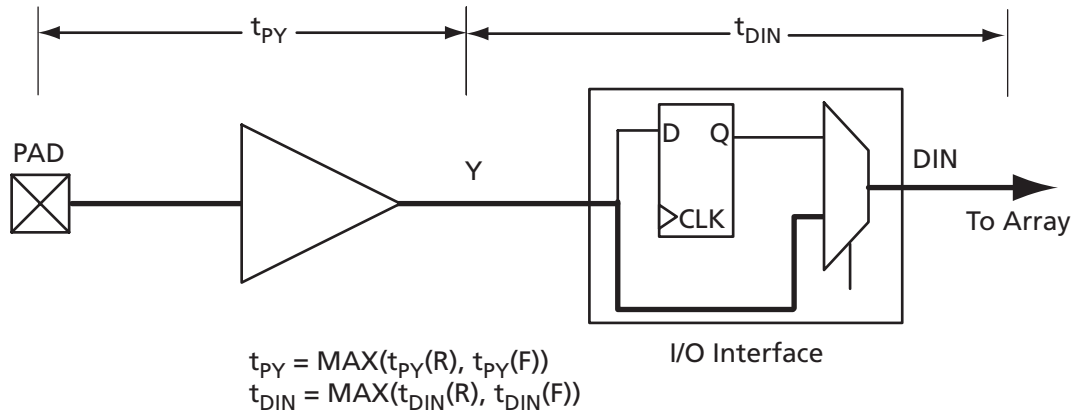 tPY
tDIN
PAD
Y
D Q
CLK
DIN
To Array
I/O Interface
tPY = MAX(tPY(R), tPY(F))
tDIN = MAX(tDIN(R), tDIN(F))